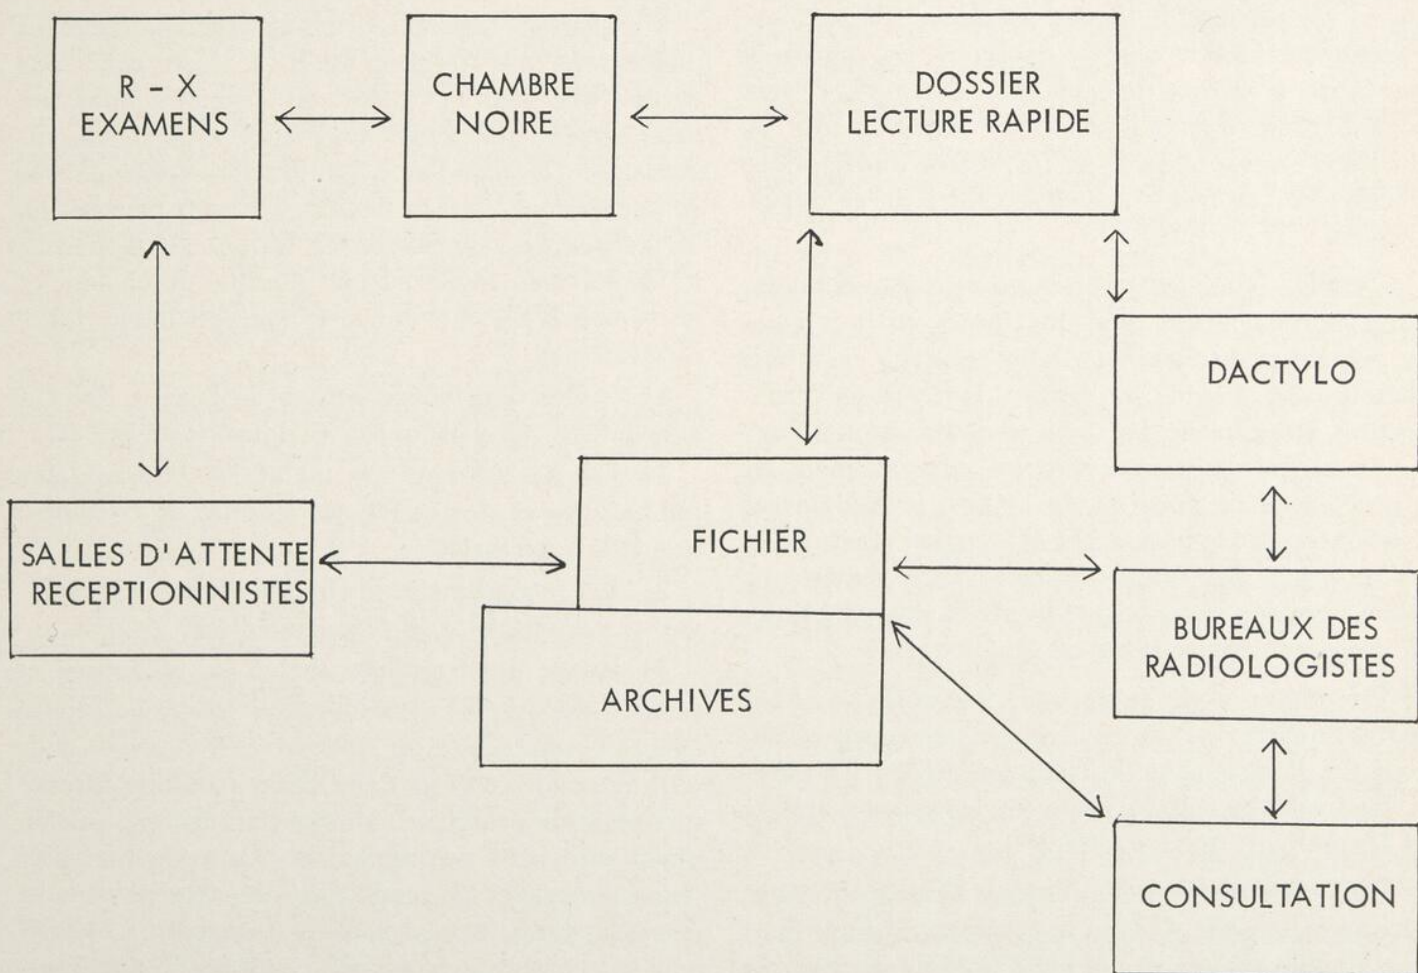 R - X
EXAMENS
CHAMBRE
NOIRE
DOSSIER
LECTURE RAPIDE
DACTYLO
SALLES D'ATTENTE
RECEPTIONNISTES
FICHIER
ARCHIVES
BUREAUX DES
RADIOLOGISTES
CONSULTATION